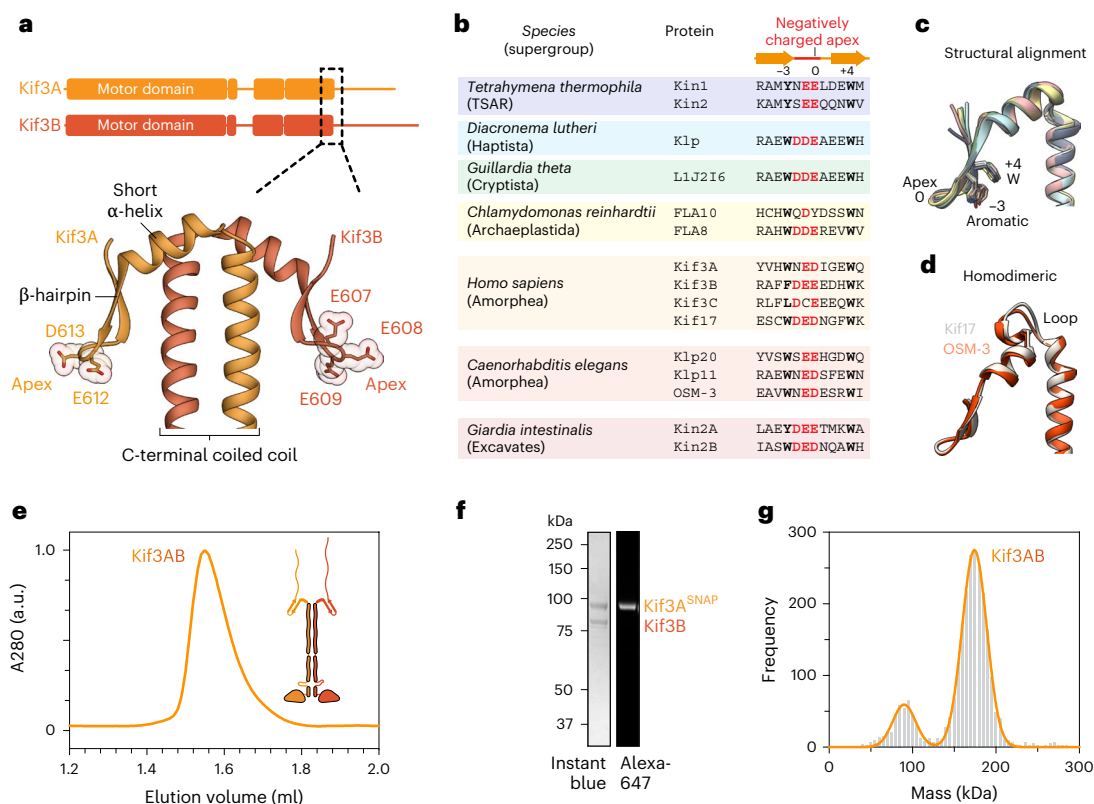 a
Kif3A
Motor domain
Kif3B
Motor domain
Short
α-helix
Kif3A
Kif3B
β-hairpin
D613
E607
E608
Apex
E612
E609
Apex
C-terminal coiled coil
b
Species
(supergroup)
Protein
Negatively
charged apex
−3 0 +4
Tetrahymena thermophila
(TSAR)
Kin1 RAMYNEELDEWM
Kin2 KAMYSEEQQNWV
Diacronema lutheri
(Haptista)
Klp RAEWDDEAEEWH
Guillardia theta
(Cryptista)
L1J2I6 RAEWDDEAEEWH
Chlamydomonas reinhardtii
(Archaeplastida)
FLA10 HCHWQDYDSSWN
FLA8 RAHWDDEREVWV
Homo sapiens
(Amorphea)
Kif3A YVHWNEDIGEWQ
Kif3B RAFFEEEDHWK
Kif3C RLFLDCEEEQWK
Kif17 ESCWDEDNGFWK
Caenorhabditis elegans
(Amorphea)
Klp20 YVSWSEEHGDWQ
Klp11 RAEWNEDSFEWN
OSM-3 EAVWNEDESRWI
Giardia intestinalis
(Excavates)
Kin2A LAEYDEETMKWA
Kin2B IASWDEDNQAWH
c
Structural alignment
+4
W
Apex
0
−3
Aromatic
d
Homodimeric
Kif17
OSM-3
Loop
e
Kif3AB
A280 (a.u.)
1.0
0
1.2 1.4 1.6 1.8 2.0
Elution volume (ml)
f
kDa
250
150
100
75
50
37
Kif3A^SNAP
Kif3B
Instant
blue
Alexa-
647
g
Kif3AB
Frequency
300
200
100
0
0 100 200 300
Mass (kDa)